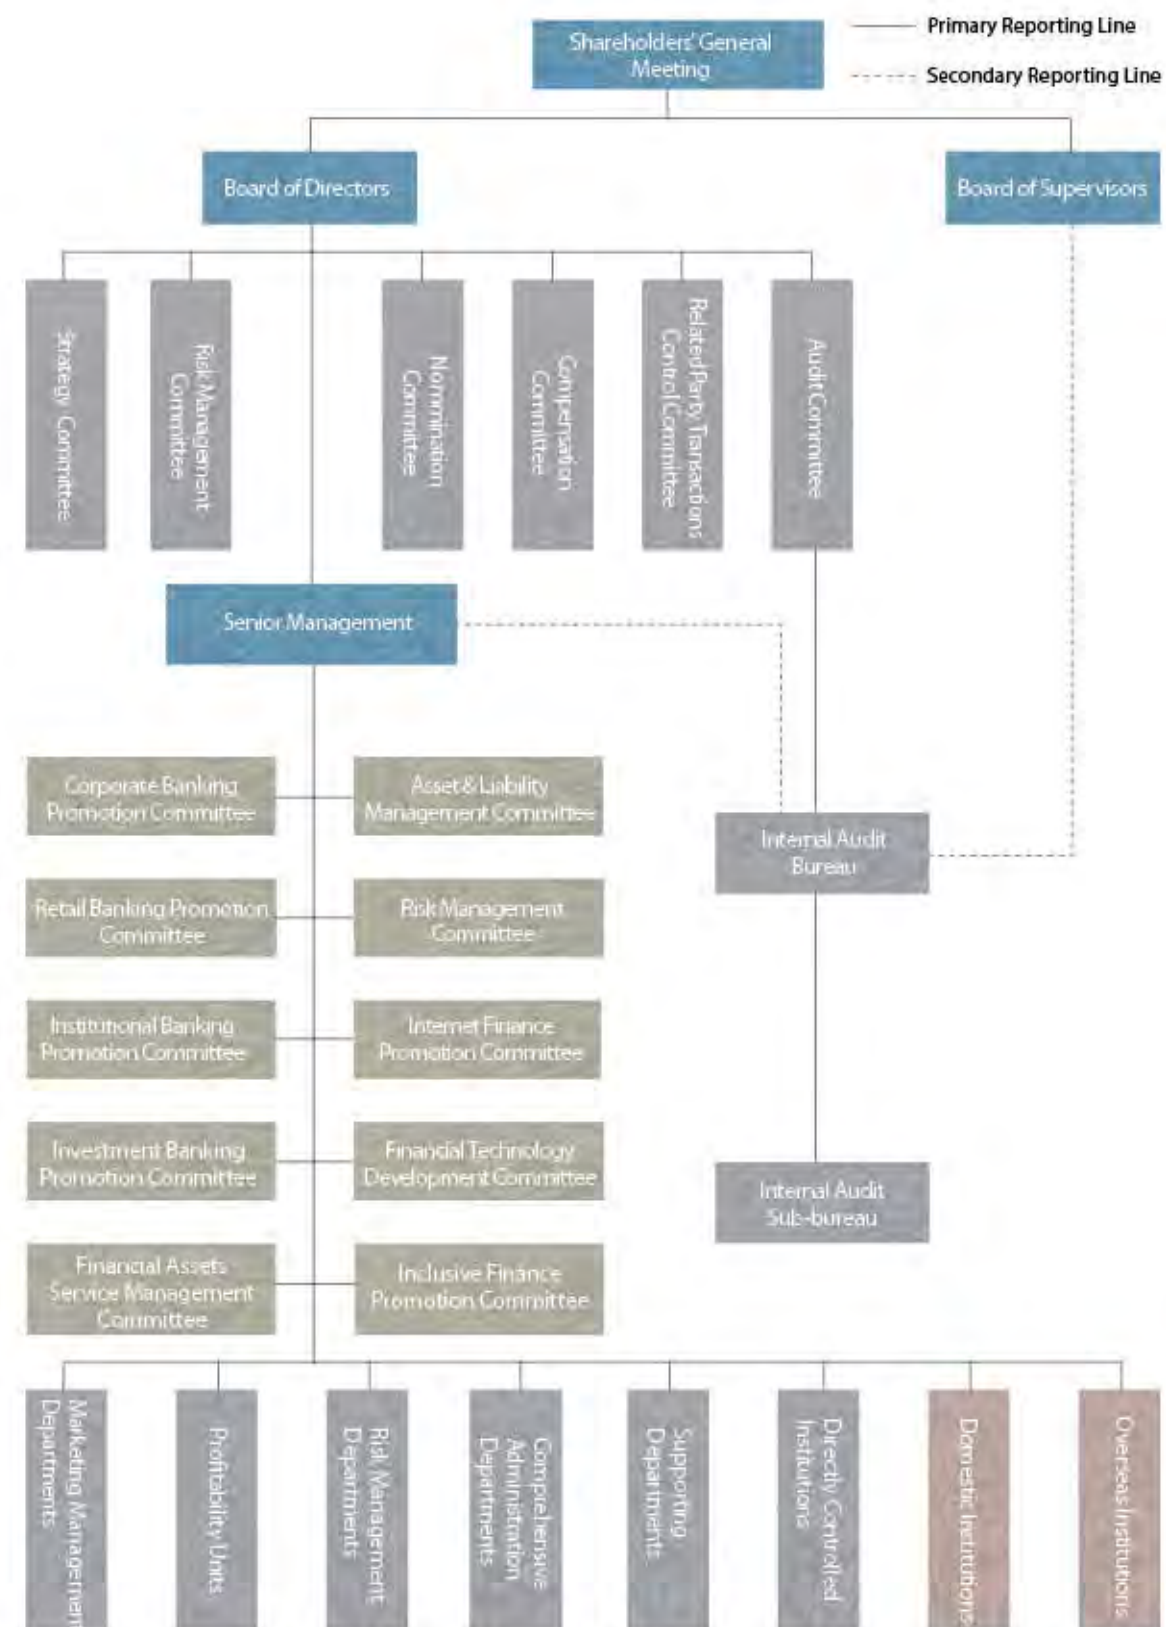 Shareholders' General
Meeting
Primary Reporting Line
Secondary Reporting Line
Board of Directors
Board of Supervisors
Strategy Committee
Risk Management
Committee
Nommination
Committee
Compensation
Committee
Related Party Transactions
Control Committee
Audit Committee
Senior Management
Corporate Banking
Promotion Committee
Asset & Liability
Management Committee
Internal Audit
Bureau
Retail Banking Promotion
Committee
Risk Management
Committee
Institutional Banking
Promotion Committee
Internet Finance
Promotion Committee
Investment Banking
Promotion Committee
Financial Technology
Development Committee
Internal Audit
Sub-bureau
Financial Assets
Service Management
Committee
Inclusive Finance
Promotion Committee
Marketing Management
Departments
Profitability Units
Risk Management
Departments
Comprehensive
Administration
Departments
Supporting
Departments
Directly Controlled
Institutions
Domestic Institutions
Overseas Institutions